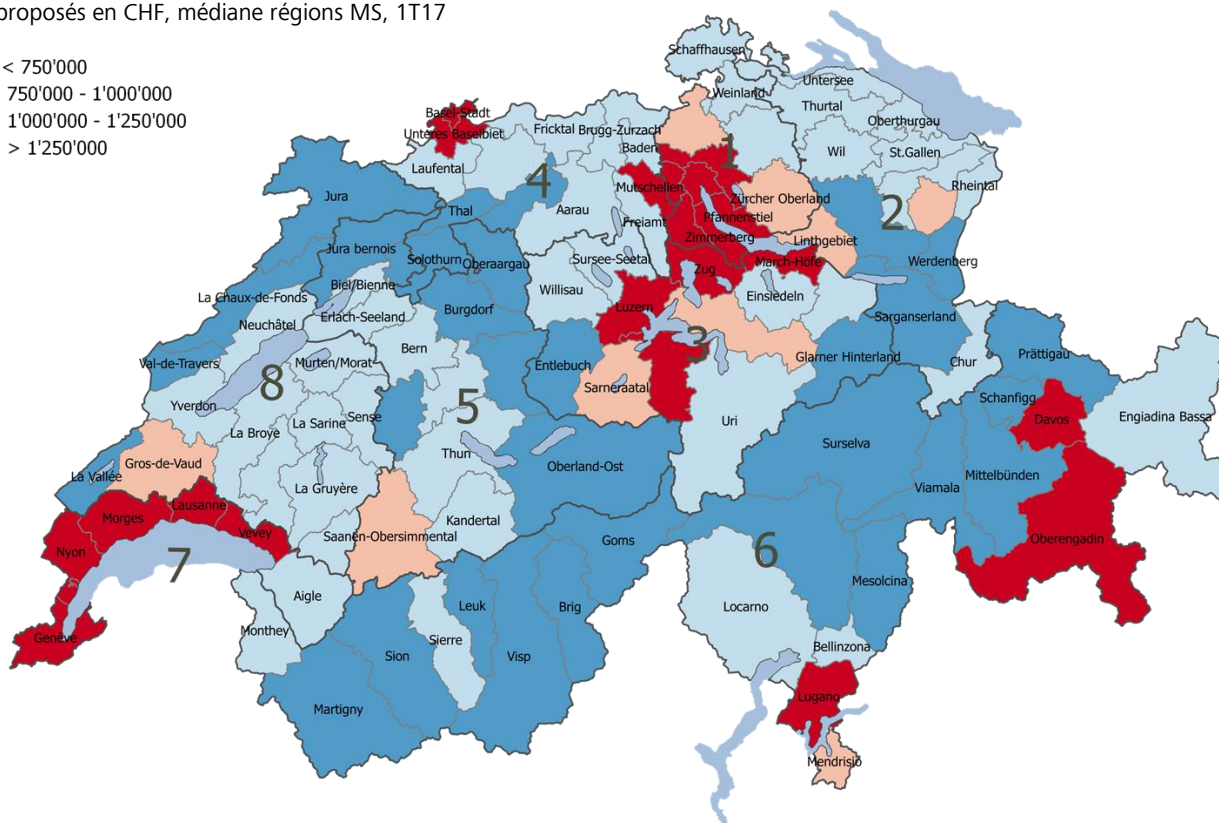 proposés en CHF, médiane régions MS, 1T17
< 750'000
750'000 - 1'000'000
1'000'000 - 1'250'000
> 1'250'000
Schaffhausen
Untersee
Weinland
Thurtal
Basel-Stadt
Oberthurgau
Unteres Baselbiet
Fricktal
Brugg-Zurzach
Baden
1
Wil
St.Gallen
Laufental
4
Mutschellen
Rheintal
Jura
Zürcher Oberland
Thal
Aarau
Freiamt
Pfannenstiel
2
Zimmerberg
Linthgebiet
Jura bernois
Solothurn
Oberaargau
Sursee-Seetal
Zug
March-Höfe
Werdenberg
Biel/Bienne
Willisau
Einsiedeln
La Chaux-de-Fonds
Erlach-Seeland
Burgdorf
Luzern
Sarganserland
Neuchâtel
3
Bern
Glarner Hinterland
Prättigau
Val-de-Travers
Murten/Morat
Entlebuch
Chur
8
Sarneraatal
Schanfigg
Yverdon
5
Davos
Engiadina Bassa
La Sarine
Sense
Uri
La Broye
Surselva
Thun
Gros-de-Vaud
Oberland-Ost
La Vallée
Mittelbünden
La Gruyère
Viamala
Lausanne
Morges
Kandertal
Vevey
Saanen-Obersimmental
Goms
Oberengadin
Nyon
7
6
Mesolcina
Aigle
Leuk
Brig
Locarno
Monthey
Genève
Sierre
Bellinzona
Sion
Visp
Lugano
Martigny
Mendrisio